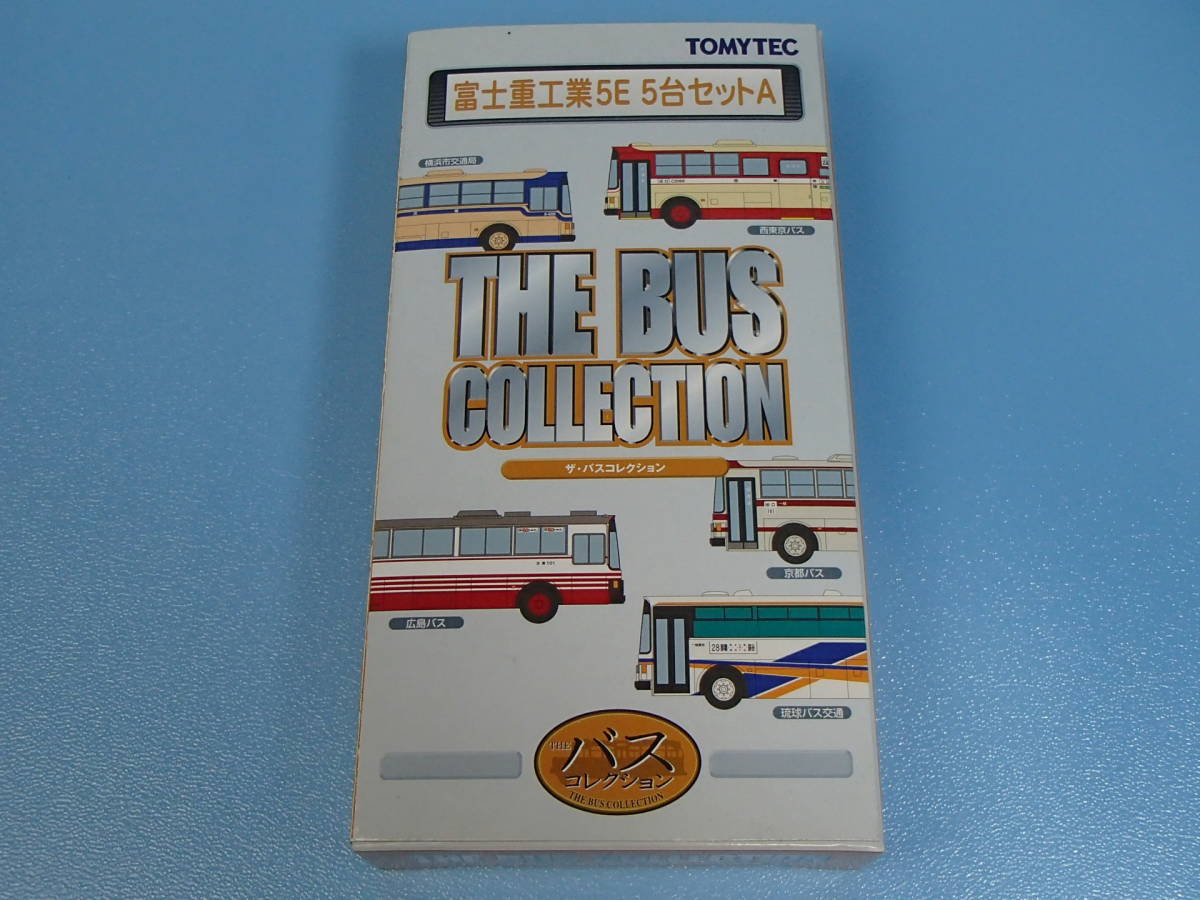 TOMYTEC
富士重工業5E 5台セットA
横浜市交通局
西東京バス
THE BUS
COLLECTION
ザ・バスコレクション
京都バス
広島バス
28
琉球バス交通
THE
バス
コレクション
THE BUS COLLECTION